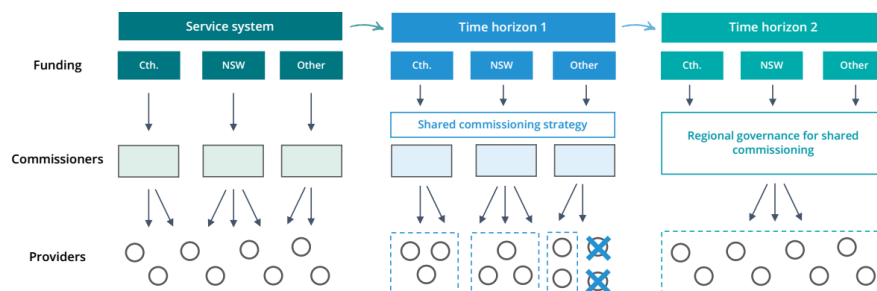 Service system
Time horizon 1
Time horizon 2
Funding
Cth.
NSW
Other
Cth.
NSW
Other
Cth.
NSW
Other
Shared commissioning strategy
Commissioners
Regional governance for shared
commissioning
Providers